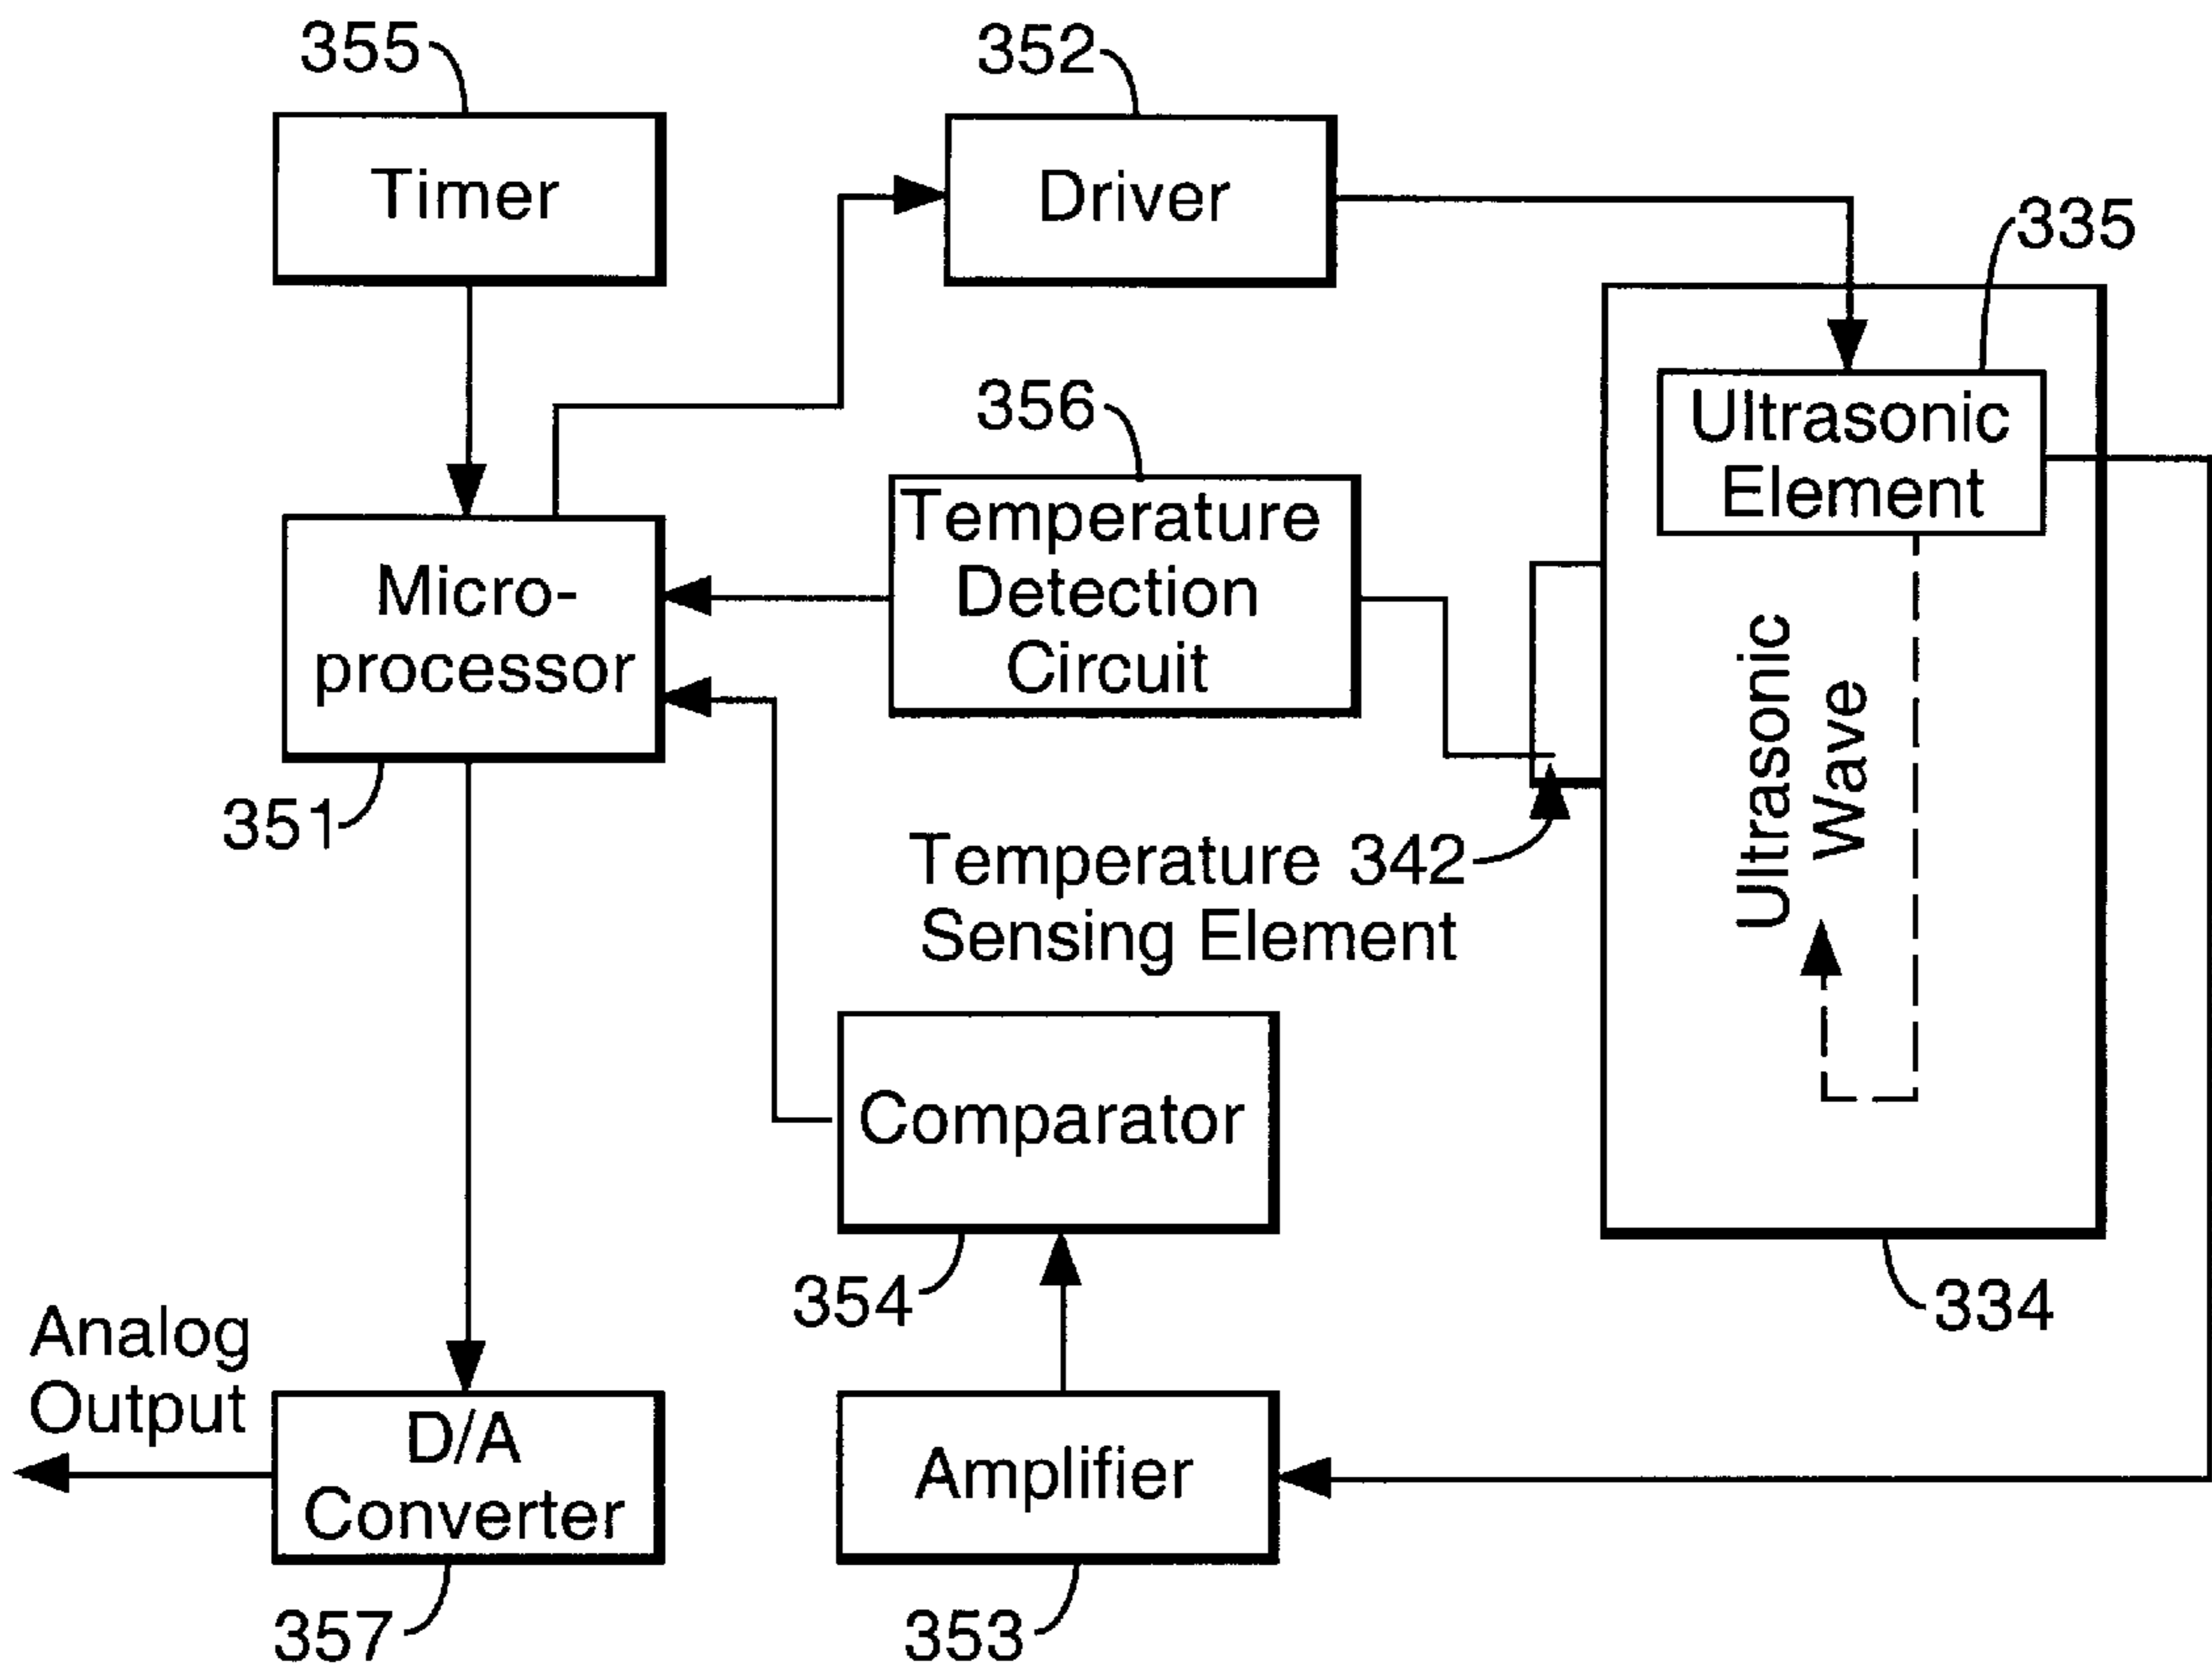 355
352
Timer
Driver
335
356
Ultrasonic
Element
Temperature
Detection
Circuit
Micro-
processor
Ultrasonic
Wave
351
Temperature 342
Sensing Element
Comparator
354
334
Analog
Output
D/A
Converter
Amplifier
357
353